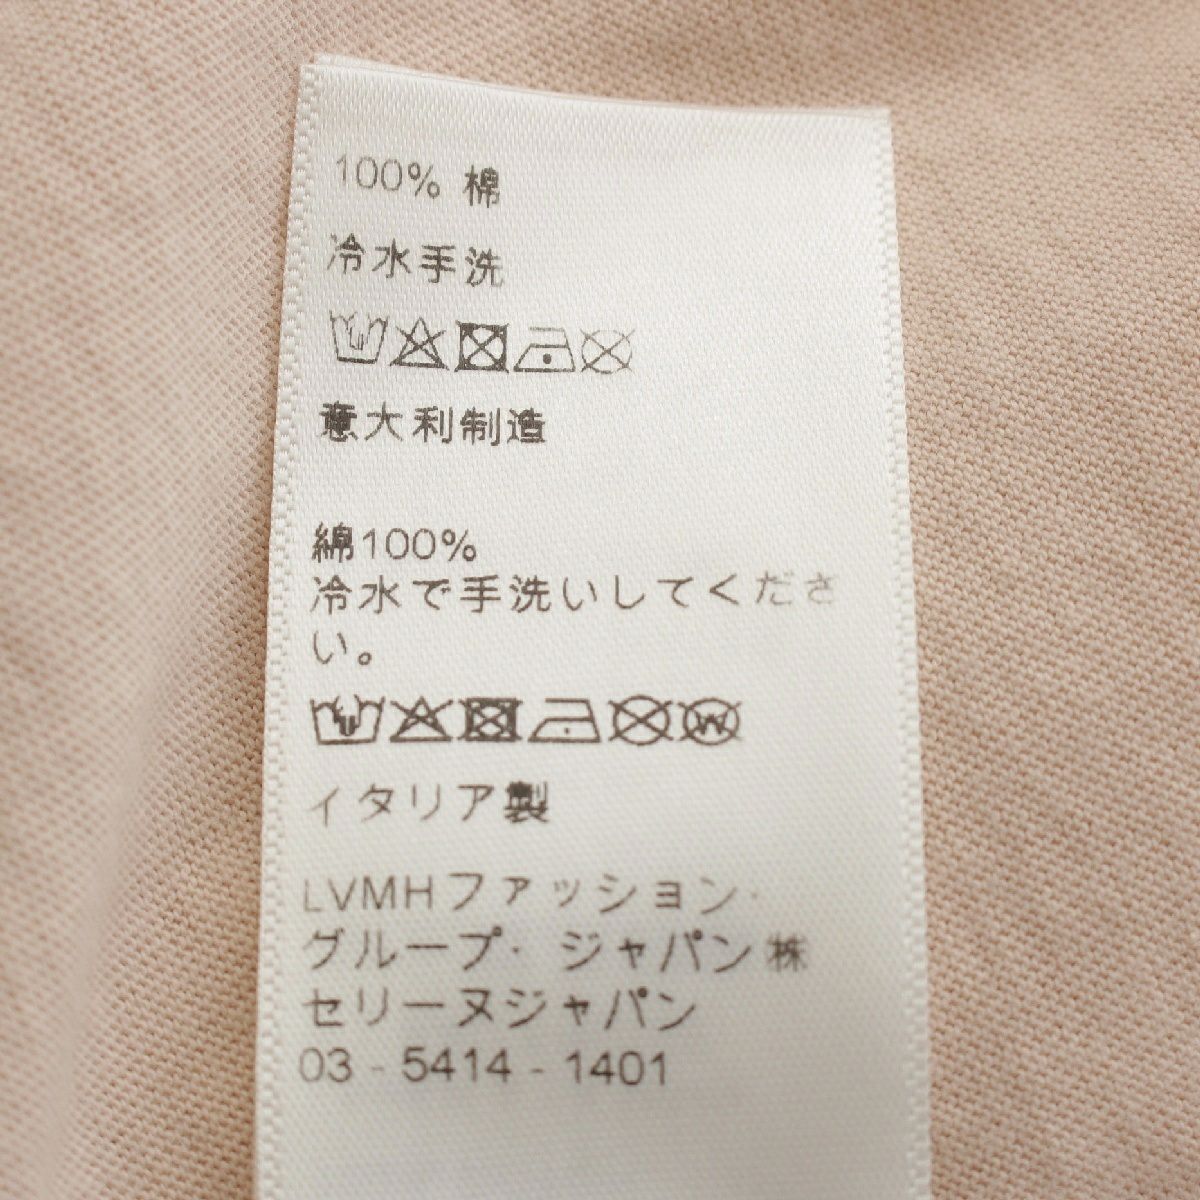 100% 棉
冷水手洗
意大利制造
綿100%
冷水で手洗いしてくださ
い。
W
イタリア製
LVMHファッション·
グループ· ジャパン株
セリーヌジャパン
03 - 5414 - 1401